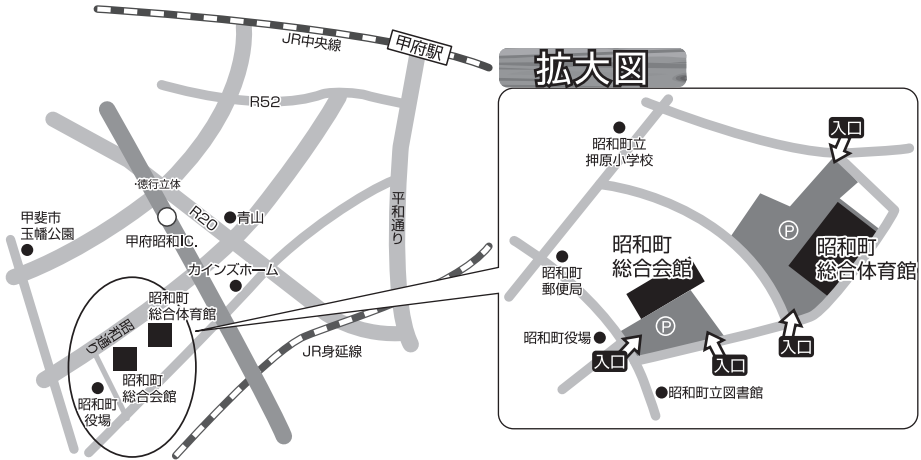 JR中央線
甲府駅
R52
・徳行立体
R20
青山
平和通り
甲斐市
玉幡公園
甲府昭和IC.
カインズホーム
昭和町
総合体育館
昭和通り
昭和町
総合会館
昭和町
役場
JR身延線
拡大図
入口
昭和町立
押原小学校
P
昭和町
総合体育館
昭和町
総合会館
昭和町
郵便局
P
昭和町役場
入口
入口
入口
昭和町立図書館